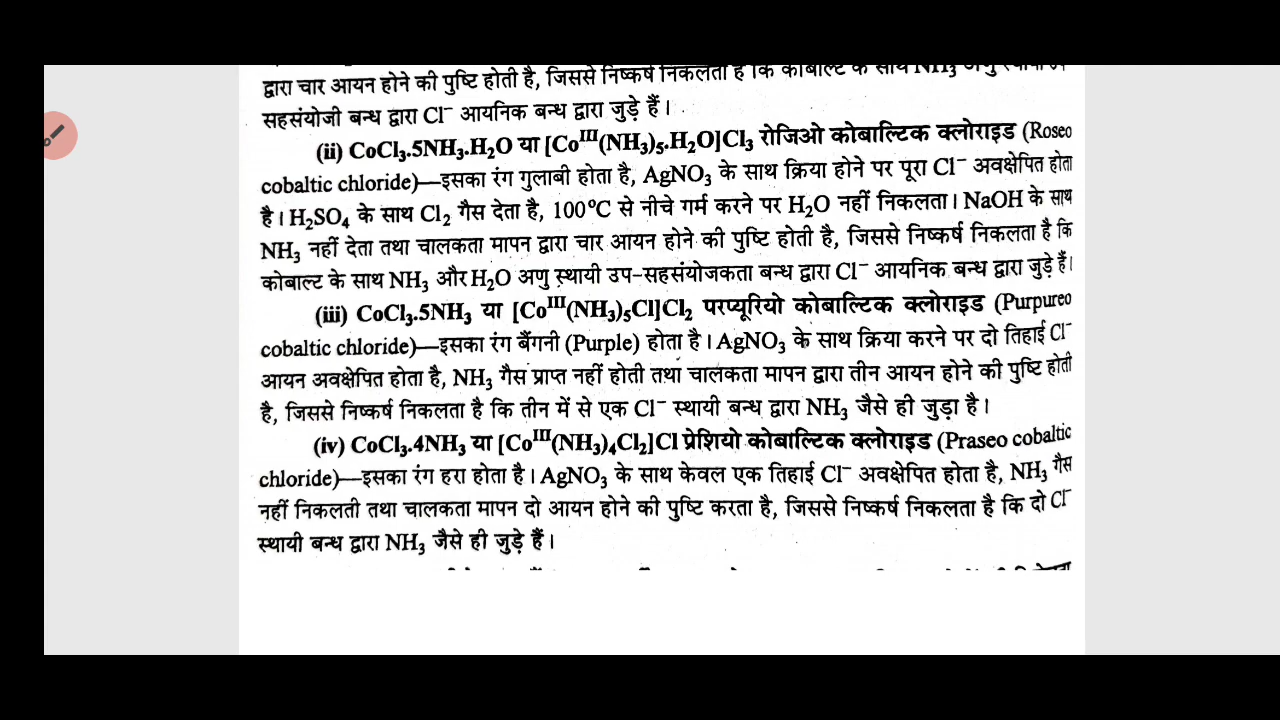 द्वारा चार आयन होने की पुष्टि होती है, जिससे निष्कर्ष निकलता है कि कोबाल्ट के साथ NH₃ अणु
सहसंयोजी बन्ध द्वारा Cl⁻ आयनिक बन्ध द्वारा जुड़े हैं।
(ii) CoCl₃.5NH₃.H₂O या [Coᴵᴵᴵ(NH₃)₅.H₂O]Cl₃ रोजिओ कोबाल्टिक क्लोराइड (Roseo
cobaltic chloride)—इसका रंग गुलाबी होता है, AgNO₃ के साथ क्रिया होने पर पूरा Cl⁻ अवक्षेपित होता
है। H₂SO₄ के साथ Cl₂ गैस देता है, 100°C से नीचे गर्म करने पर H₂O नहीं निकलता। NaOH के साथ
NH₃ नहीं देता तथा चालकता मापन द्वारा चार आयन होने की पुष्टि होती है, जिससे निष्कर्ष निकलता है कि
कोबाल्ट के साथ NH₃ और H₂O अणु स्थायी उप-सहसंयोजकता बन्ध द्वारा Cl⁻ आयनिक बन्ध द्वारा जुड़े हैं।
(iii) CoCl₃.5NH₃ या [Coᴵᴵᴵ(NH₃)₅Cl]Cl₂ परप्यूरियो कोबाल्टिक क्लोराइड (Purpureo
cobaltic chloride)—इसका रंग बैंगनी (Purple) होता है। AgNO₃ के साथ क्रिया करने पर दो तिहाई Cl⁻
आयन अवक्षेपित होता है, NH₃ गैस प्राप्त नहीं होती तथा चालकता मापन द्वारा तीन आयन होने की पुष्टि होती
है, जिससे निष्कर्ष निकलता है कि तीन में से एक Cl⁻ स्थायी बन्ध द्वारा NH₃ जैसे ही जुड़ा है।
(iv) CoCl₃.4NH₃ या [Coᴵᴵᴵ(NH₃)₄Cl₂]Cl प्रेशियो कोबाल्टिक क्लोराइड (Praseo cobaltic
chloride)—इसका रंग हरा होता है। AgNO₃ के साथ केवल एक तिहाई Cl⁻ अवक्षेपित होता है, NH₃ गैस
नहीं निकलती तथा चालकता मापन दो आयन होने की पुष्टि करता है, जिससे निष्कर्ष निकलता है कि दो Cl⁻
स्थायी बन्ध द्वारा NH₃ जैसे ही जुड़े हैं।